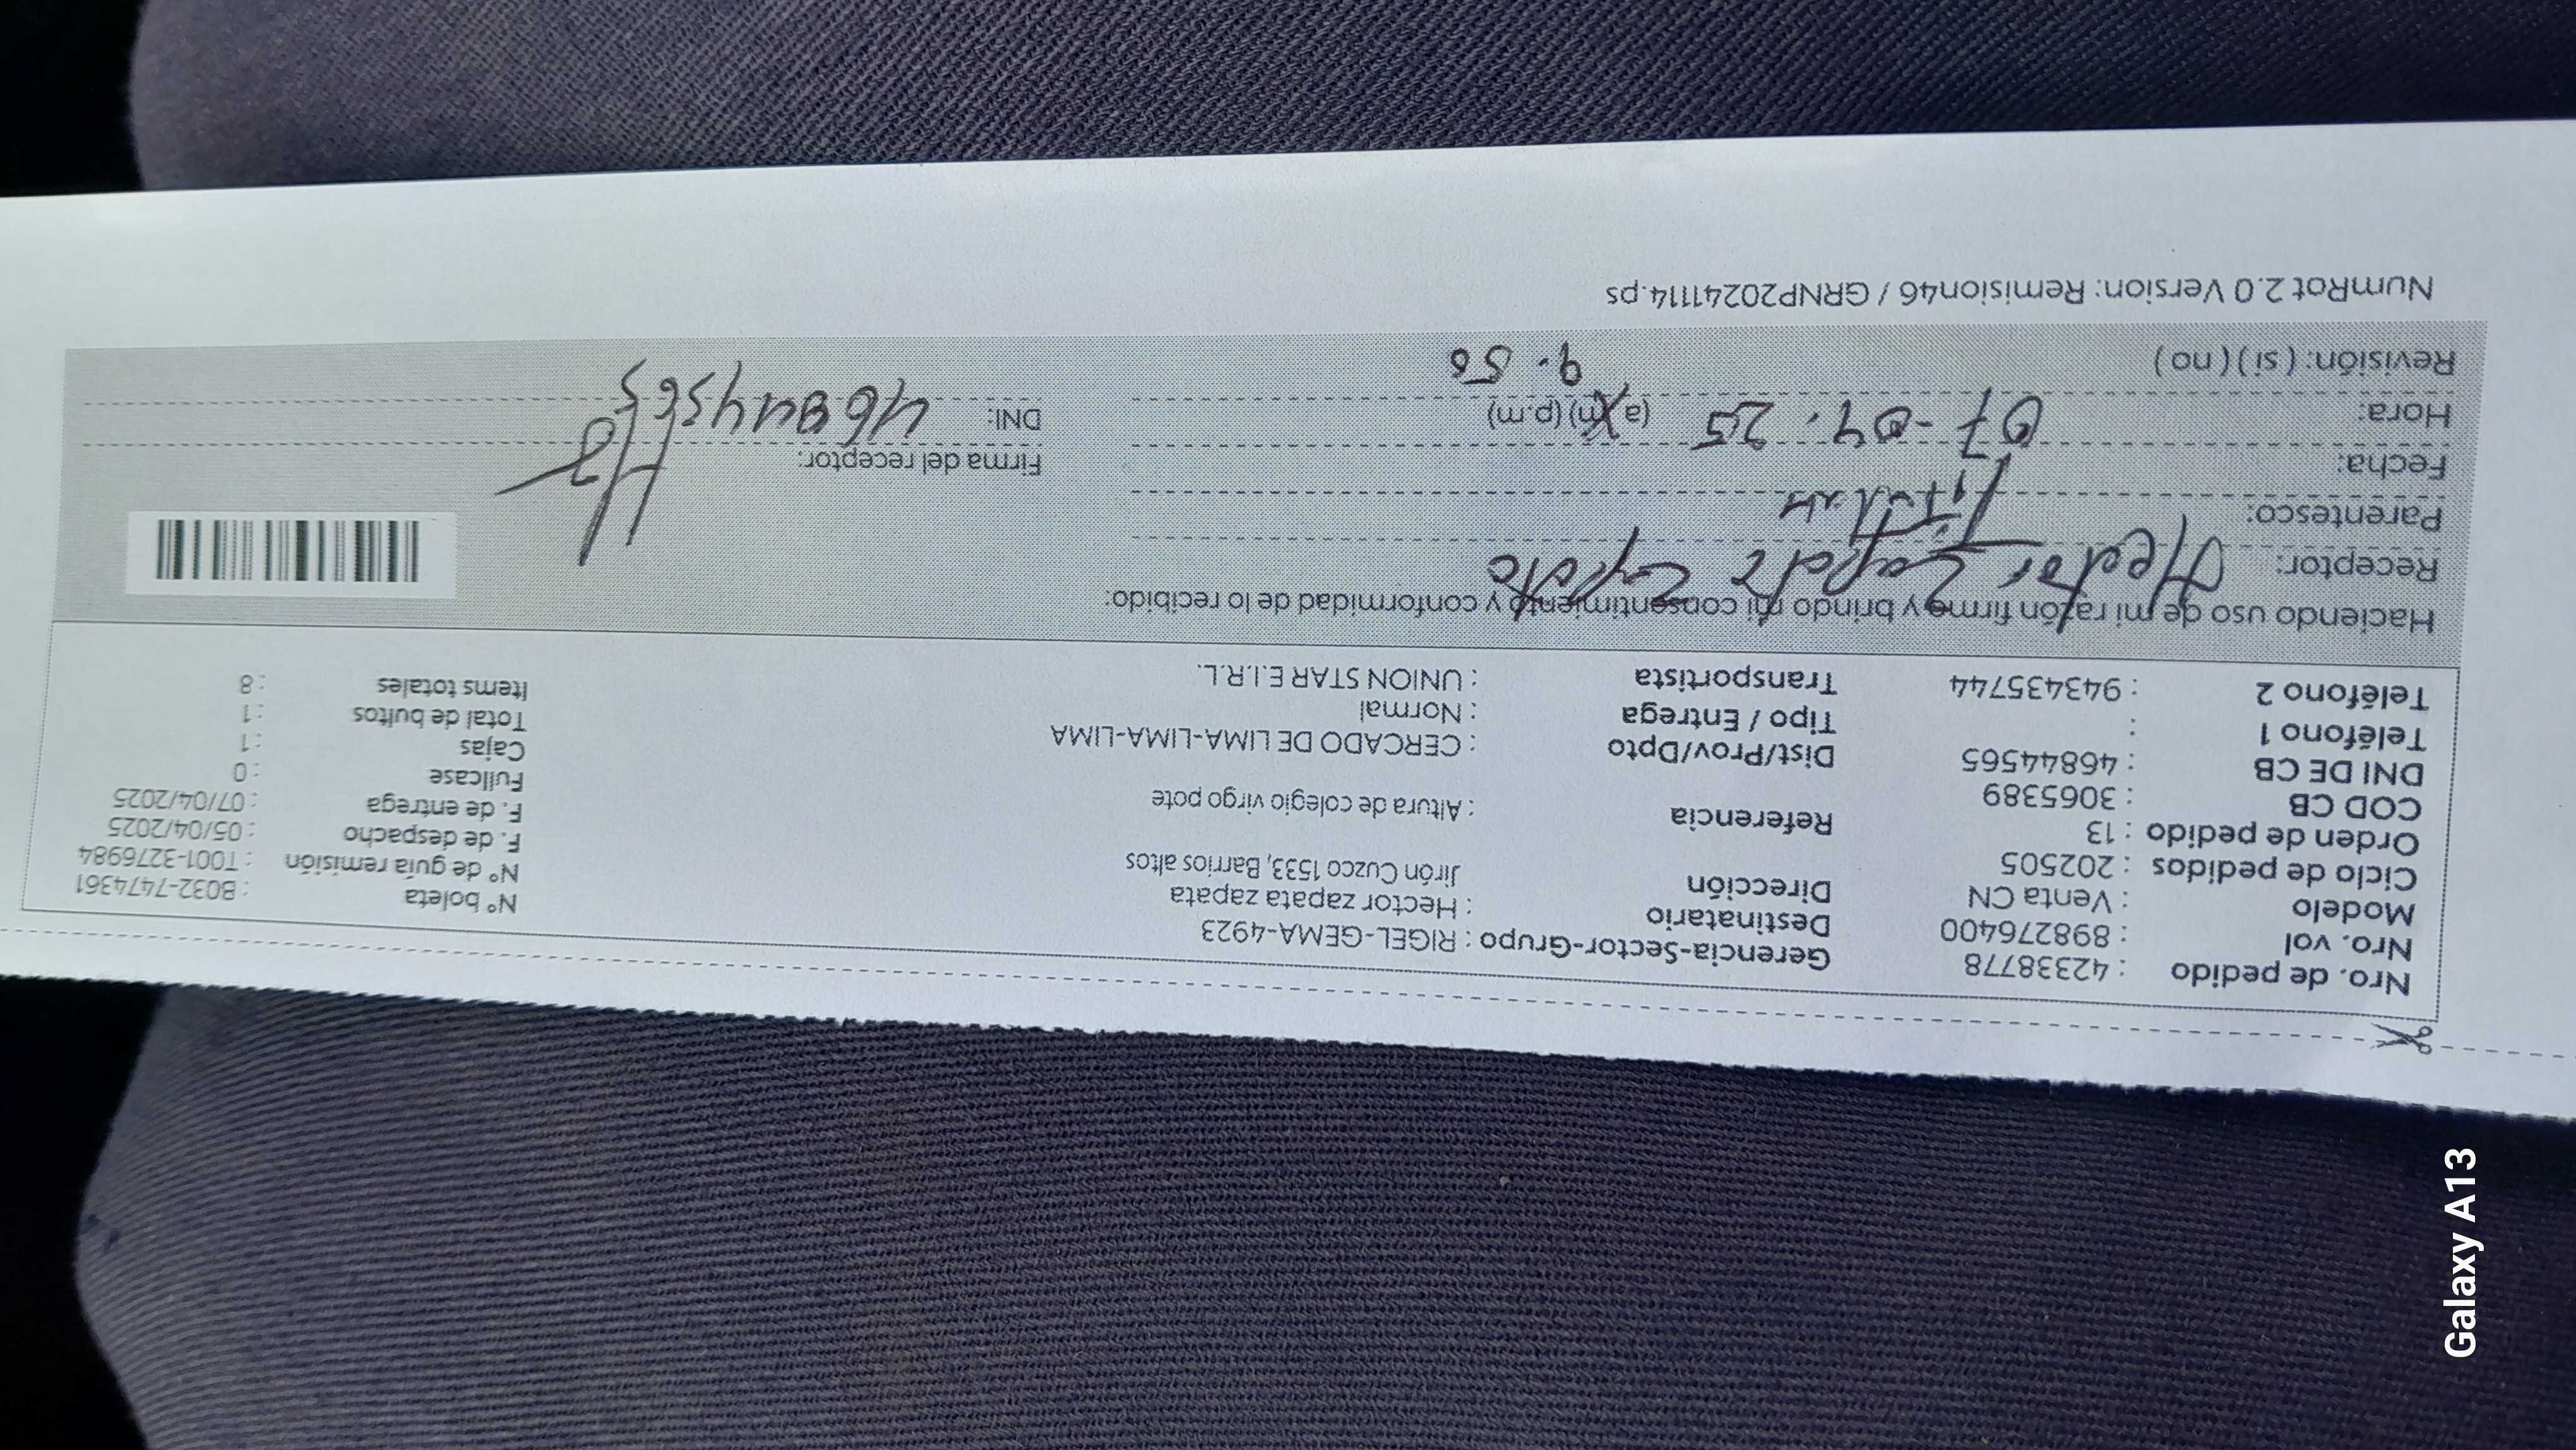 Nro. de pedido : 42338778
Nro. vol : 898276400
Modelo : Venta CN
Ciclo de pedidos : 202505
Orden de pedido : 13
COD CB : 3065389
DNI DE CB : 46844565
Teléfono 1 :
Teléfono 2 : 943435744
Gerencia-Sector-Grupo : RIGEL-GEMA-4923
Destinatario : Hector zapata zapata
Dirección Jirón Cuzco 1533, Barrios altos
Referencia : Altura de colegio virgo pote
Dist/Prov/Dpto : CERCADO DE LIMA-LIMA-LIMA
Tipo / Entrega : Normal
Transportista : UNION STAR E.I.R.L.
N° boleta : B032-7474361
N° de guía remisión : T001-3276984
F. de despacho : 05/04/2025
F. de entrega : 07/04/2025
Fullcase : 0
Cajas : 1
Total de bultos : 1
Items totales : 8
Haciendo uso de mi razón firme y brindo mi consentimiento y conformidad de lo recibido:
Receptor: Hector Zapata Zapata
Parentesco: Titular
Fecha: 07-04.25
Hora: (a.m) (p.m)
9.50
Revisión: ( si ) ( no )
Firma del receptor:
DNI: 46844565
NumRot 2.0 Version: Remision46 / GRNP20241114.ps
Galaxy A13